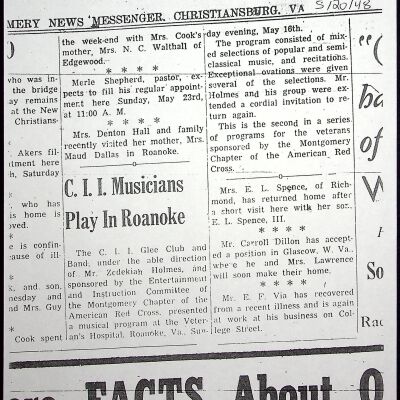 MERY NEWS MESSENGER, CHRISTIANSBURG, VA 5/20/48
who was in-
the bridge
ay remains
at the New
Christians-
*
Akers fil-
ilment here
h, Saturday
*
who has
is home is
yed.
*
e is confin-
ause of ill-
*
k, and son,
nesday and
nd Mrs. Guy
*
Cook spent
the week-end with Mrs. Cook's
mother, Mrs. N. C. Walthall of
Edgewood.
* * * *
Merle Shepherd, pastor, ex-
pects to fill his regular appoint-
ment here Sunday, May 23rd,
at 11:00 A. M.
* * * *
Mrs. Denton Hall and family
recently visited her mother, Mrs.
Maud Dallas in Roanoke.
C. I. I. Musicians
Play In Roanoke
The C. I. I. Glee Club and
Band, under the able direction
of Mr. Zedekiah Holmes, and
sponsored by the Entertainment
and Instruction Committee of
the Montgomery Chapter of the
American Red Cross, presented
a musical program at the Veter-
an's Hospital, Roanoke, Va., Sun-
day evening, May 16th.
The program consisted of mix-
ed selections of popular and semi-
classical music, and recitations.
Exceptional ovations were given
several of the selections. Mr.
Holmes and his group were ex-
tended a cordial invitation to re-
turn again.
This is the second in a series
of programs for the veterans
sponsored by the Montgomery
Chapter of the American Red
Cross.
Mrs. E. L. Spence, of Rich-
mond, has returned home after
a short visit here with her son,
E. L. Spence, III.
* * * *
Mr. Carroll Dillon has accept-
ed a position in Glasgow, W. Va.,
where he and Mrs. Lawrence
will soon make their home.
* * * *
Mr. E. F. Via has recovered
from a recent illness and is again
at work at his business on Col-
lege Street.
"C
ha
of
W
So
Rac
ere FACTS About O